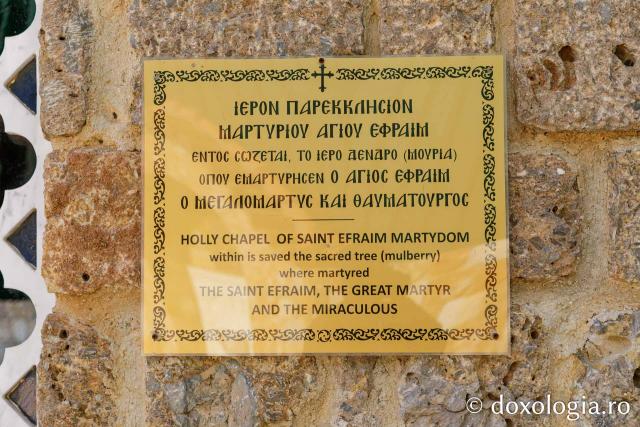 ΙΕΡΟΝ ΠΑΡΕΚΚΛΗΣΙΟΝ
ΜΑΡΤΥΡΙΟΥ ΑΓΙΟΥ ΕΦΡΑΙΜ
ΕΝΤΟΣ ΣΩΖΕΤΑΙ, ΤΟ ΙΕΡΟ ΔΕΝΔΡΟ (ΜΟΥΡΙΑ)
ΟΠΟΥ ΕΜΑΡΤΥΡΗΣΕΝ Ο ΑΓΙΟΣ ΕΦΡΑΙΜ
Ο ΜΕΓΑΛΟΜΑΡΤΥΣ ΚΑΙ ΘΑΥΜΑΤΟΥΡΓΟΣ
HOLLY CHAPEL OF SAINT EFRAIM MARTYDOM
within is saved the sacred tree (mulberry)
where martyred
THE SAINT EFRAIM, THE GREAT MARTYR
AND THE MIRACULOUS
© doxologia.ro